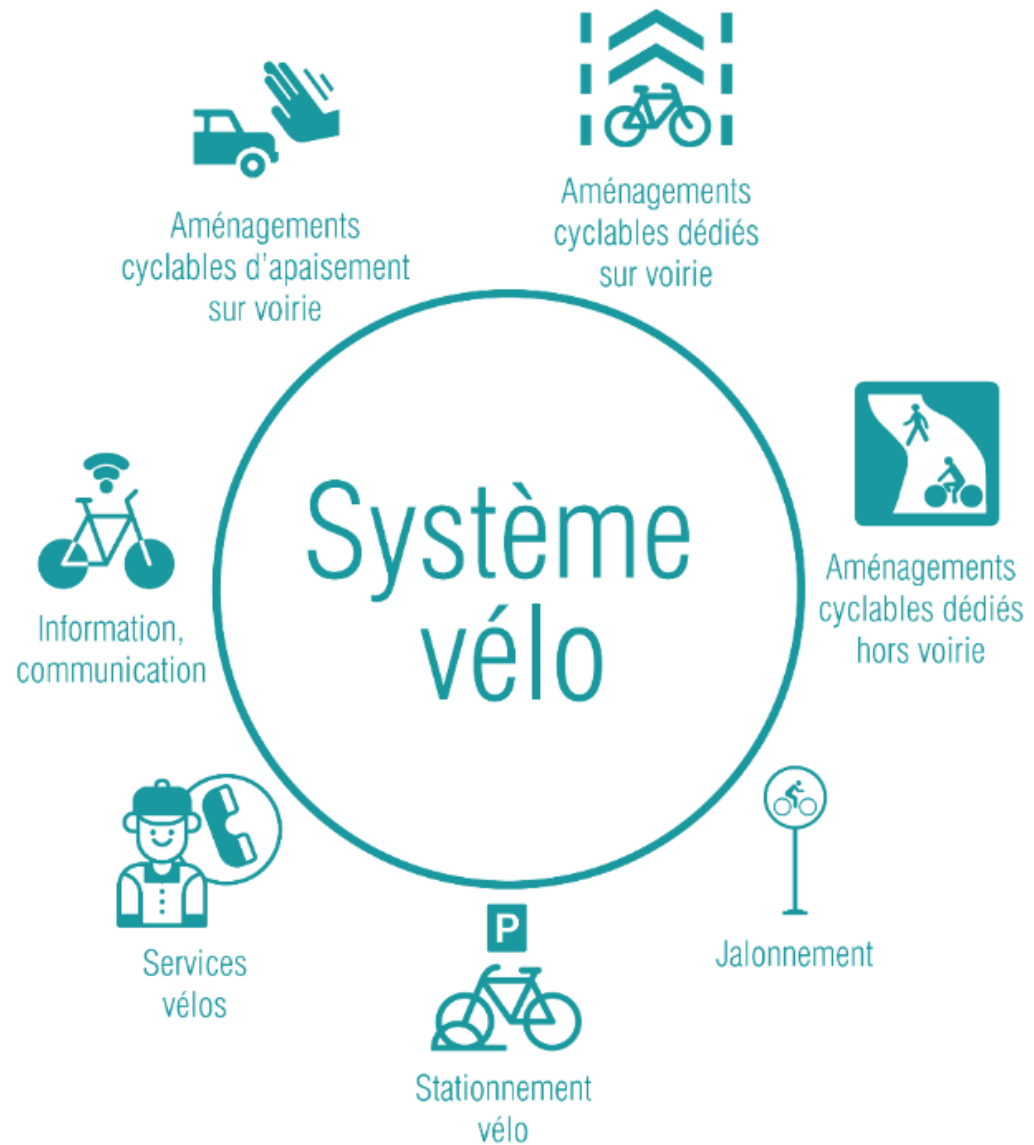 Aménagements
cyclables dédiés
sur voirie
Aménagements
cyclables d'apaisement
sur voirie
Aménagements
cyclables dédiés
hors voirie
Système
vélo
Information,
communication
Jalonnement
Services
vélos
P
Stationnement
vélo